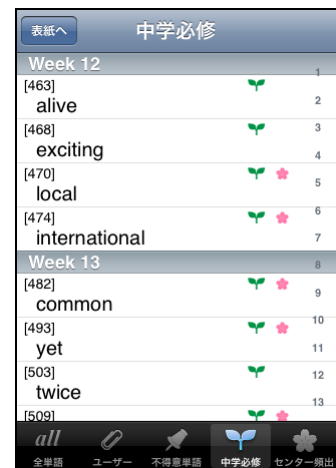 表紙へ 中学必修
Week 12
[463]
alive
[468]
exciting
[470]
local
[474]
international
Week 13
[482]
common
[493]
yet
[503]
twice
[509]
1
2
3
4
5
6
7
8
9
10
11
12
13
all
全単語 ユーザー 不得意単語 中学必修 センター頻出